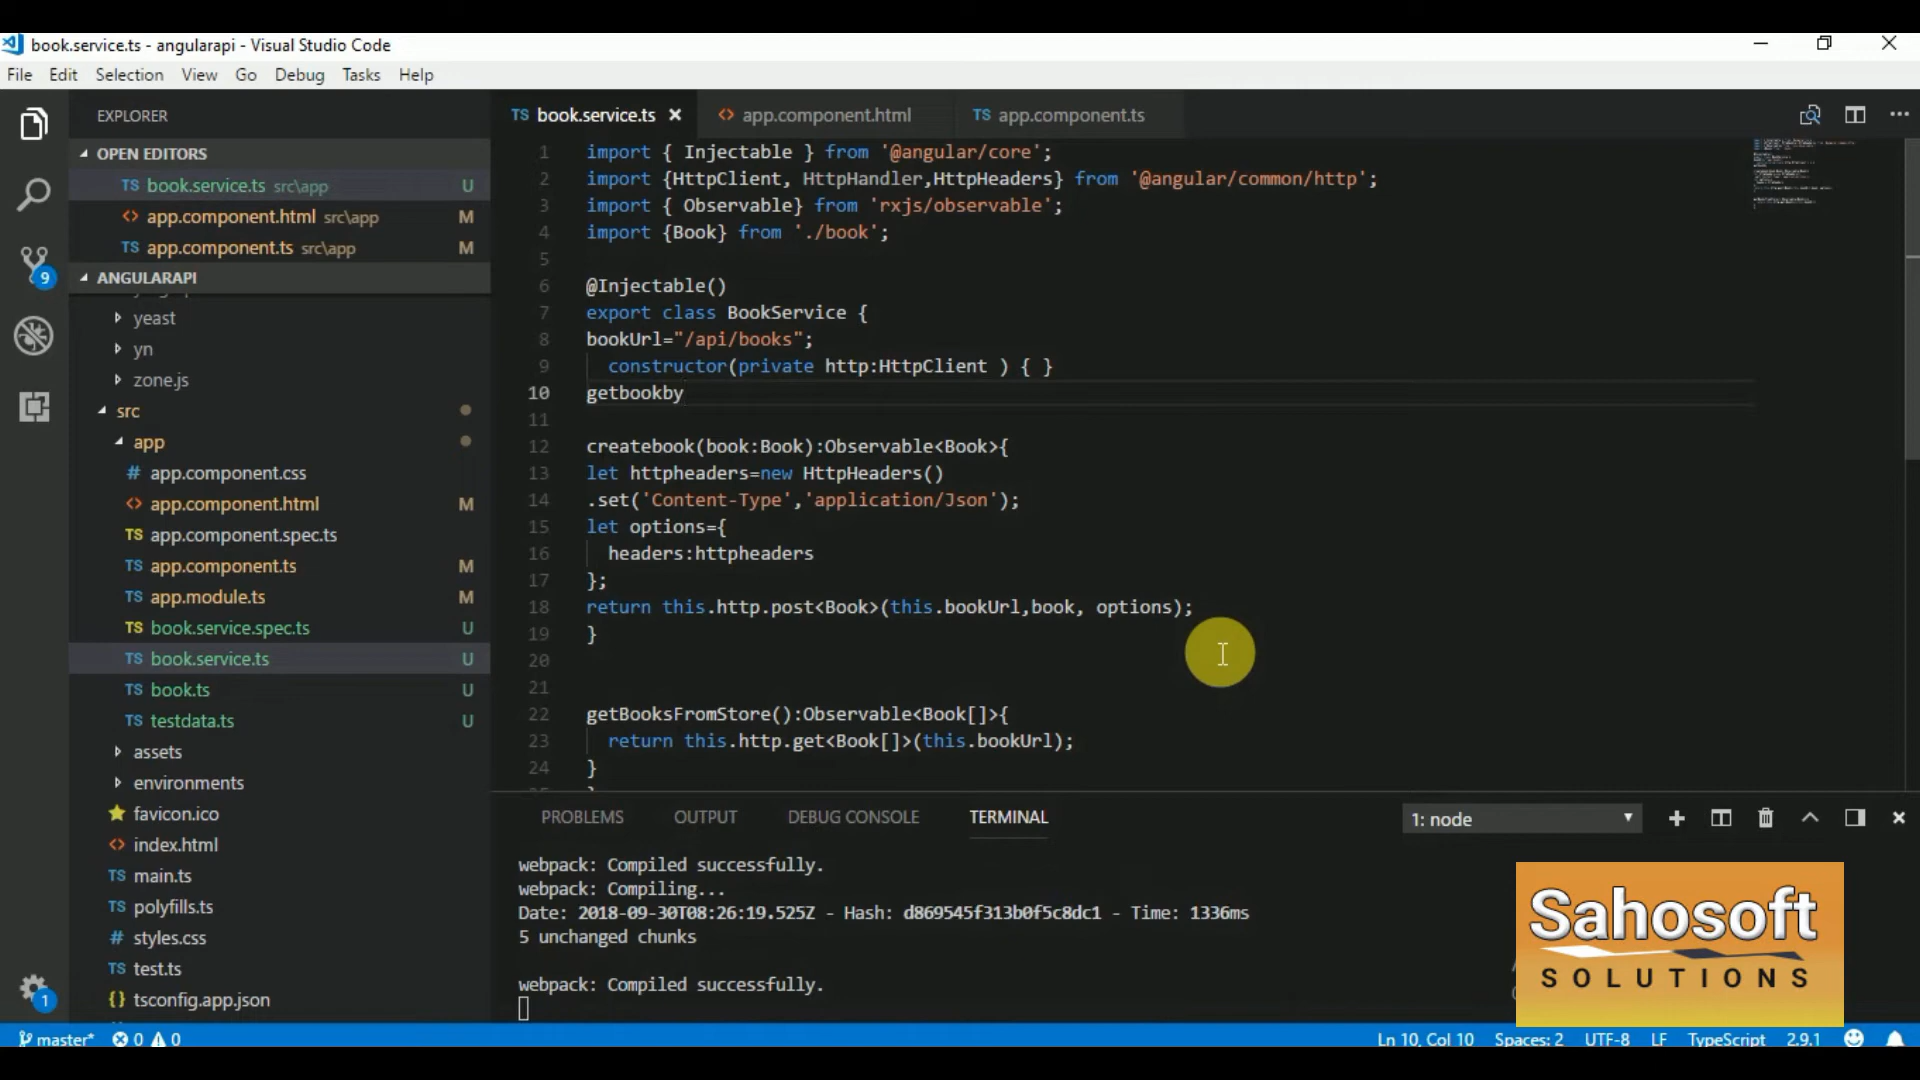 book.service.ts - angularapi - Visual Studio Code
File Edit Selection View Go Debug Tasks Help
EXPLORER
OPEN EDITORS
TS book.service.ts src\app U
<> app.component.html src\app M
TS app.component.ts src\app M
ANGULARAPI
yeast
yn
zone.js
src
app
# app.component.css
<> app.component.html M
TS app.component.spec.ts
TS app.component.ts M
TS app.module.ts M
TS book.service.spec.ts U
TS book.service.ts U
TS book.ts U
TS testdata.ts U
assets
environments
favicon.ico
<> index.html
TS main.ts
TS polyfills.ts
# styles.css
TS test.ts
{} tsconfig.app.json
9
1
TS book.service.ts × <> app.component.html TS app.component.ts
1 import { Injectable } from '@angular/core';
2 import {HttpClient, HttpHandler,HttpHeaders} from '@angular/common/http';
3 import { Observable} from 'rxjs/observable';
4 import {Book} from './book';
5
6 @Injectable()
7 export class BookService {
8 bookUrl="/api/books";
9 constructor(private http:HttpClient ) { }
10 getbookby
11
12 createbook(book:Book):Observable<Book>{
13 let httpheaders=new HttpHeaders()
14 .set('Content-Type','application/Json');
15 let options={
16 headers:httpheaders
17 };
18 return this.http.post<Book>(this.bookUrl,book, options);
19 }
20
21
22 getBooksFromStore():Observable<Book[]>{
23 return this.http.get<Book[]>(this.bookUrl);
24 }
PROBLEMS OUTPUT DEBUG CONSOLE TERMINAL 1: node
webpack: Compiled successfully.
webpack: Compiling...
Date: 2018-09-30T08:26:19.525Z - Hash: d869545f313b0f5c8dc1 - Time: 1336ms
5 unchanged chunks
webpack: Compiled successfully.
Sahosoft
SOLUTIONS
master* 0 0 Ln 10, Col 10 Spaces: 2 UTF-8 LF TypeScript 2.9.1